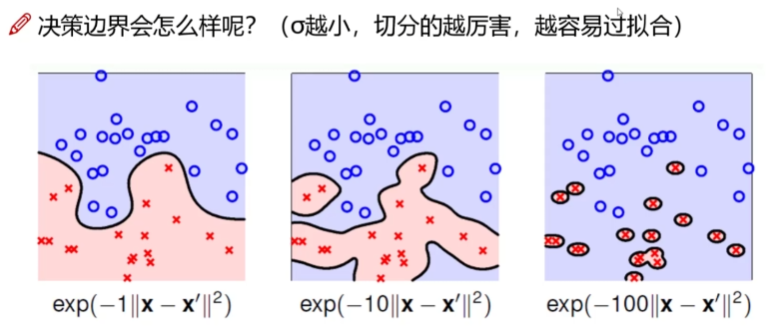 决策边界会怎么样呢？（σ越小，切分的越厉害，越容易过拟合）
exp(−1||x − x′||²) exp(−10||x − x′||²) exp(−100||x − x′||²)